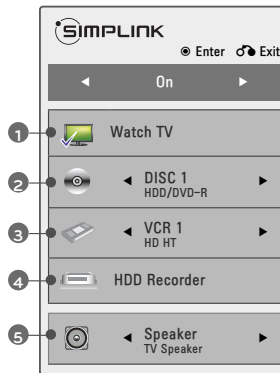 SIMPLINK
Enter Exit
On
1 Watch TV
2 DISC 1
HDD/DVD-R
3 VCR 1
HD HT
4 HDD Recorder
5 Speaker
TV Speaker